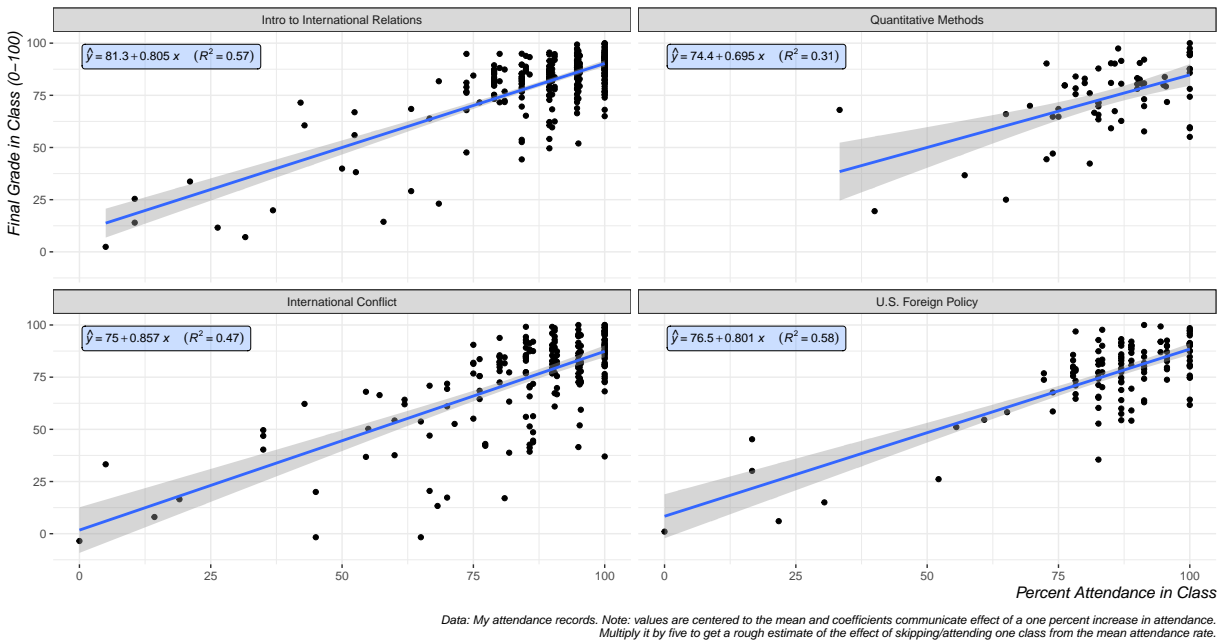 Intro to International Relations
Quantitative Methods
ŷ = 81.3 + 0.805 x (R² = 0.57)
ŷ = 74.4 + 0.695 x (R² = 0.31)
100
75
50
25
0
International Conflict
U.S. Foreign Policy
ŷ = 75 + 0.857 x (R² = 0.47)
ŷ = 76.5 + 0.801 x (R² = 0.58)
100
75
50
25
0
Final Grade in Class (0–100)
0 25 50 75 100
0 25 50 75 100
Percent Attendance in Class
Data: My attendance records. Note: values are centered to the mean and coefficients communicate effect of a one percent increase in attendance.
Multiply it by five to get a rough estimate of the effect of skipping/attending one class from the mean attendance rate.